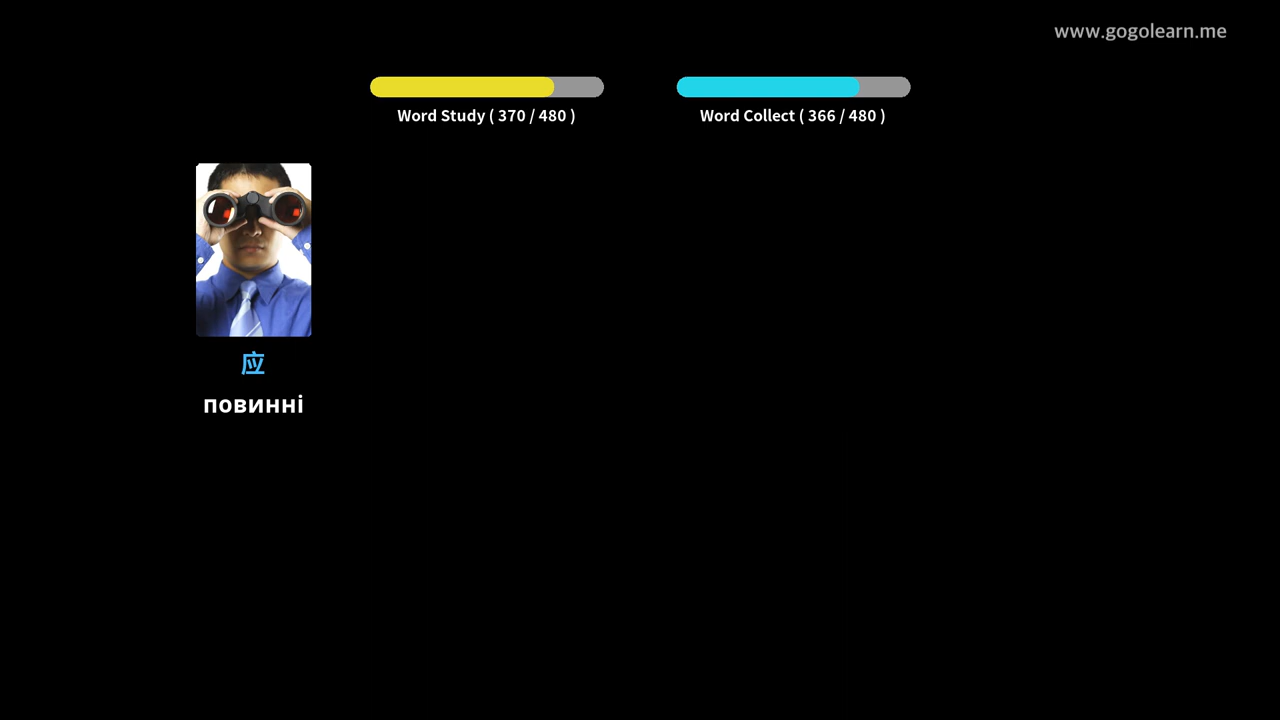 www.gogolearn.me
Word Study ( 370 / 480 )
Word Collect ( 366 / 480 )
应
повинні